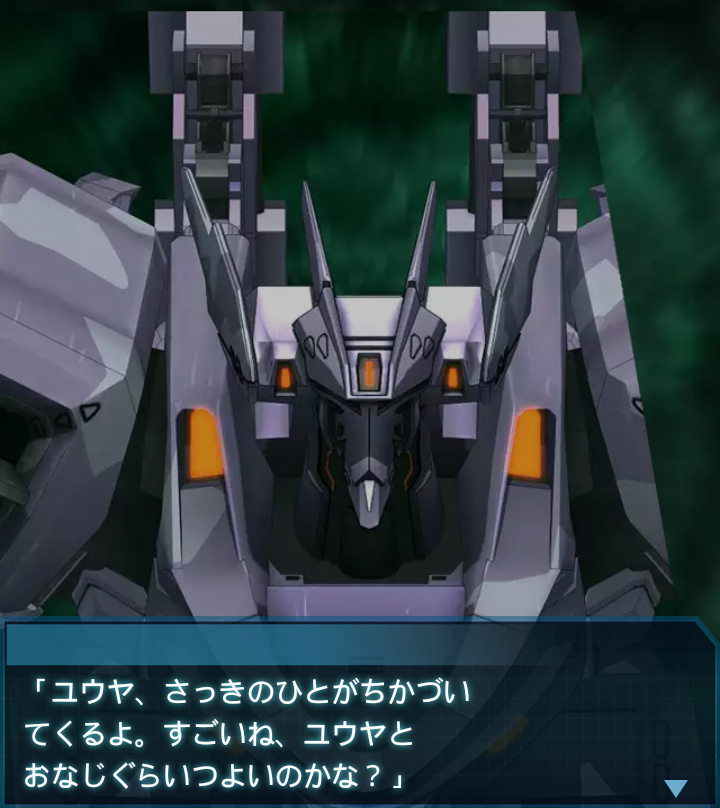 「ユウヤ、さっきのひとがちかづい
てくるよ。すごいね、ユウヤと
おなじぐらいつよいのかな？」